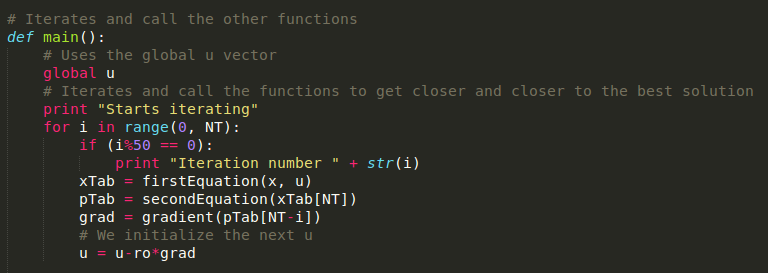 # Iterates and call the other functions
def main():
    # Uses the global u vector
    global u
    # Iterates and call the functions to get closer and closer to the best solution
    print "Starts iterating"
    for i in range(0, NT):
        if (i%50 == 0):
            print "Iteration number " + str(i)
        xTab = firstEquation(x, u)
        pTab = secondEquation(xTab[NT])
        grad = gradient(pTab[NT-i])
        # We initialize the next u
        u = u-ro*grad